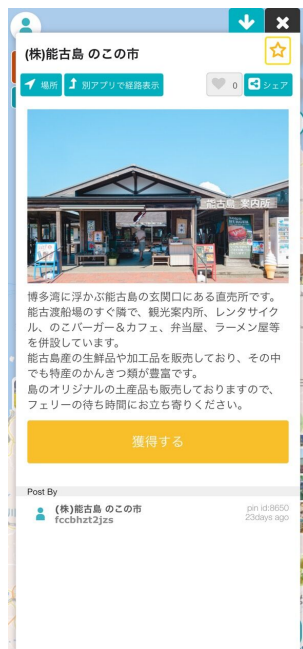 (株)能古島 のこの市
場所
別アプリで経路表示
0
シェア
能古島 案内所
博多湾に浮かぶ能古島の玄関口にある直売所です。
能古渡船場のすぐ隣で、観光案内所、レンタサイク
ル、のこバーガー＆カフェ、弁当屋、ラーメン屋等
を併設しています。
能古島産の生鮮品や加工品を販売しており、その中
でも特産のかんきつ類が豊富です。
島のオリジナルの土産品も販売しておりますので、
フェリーの待ち時間にお立ち寄りください。
獲得する
Post By
(株)能古島 のこの市
pin id:8650
fccbhzt2jzs
23days ago